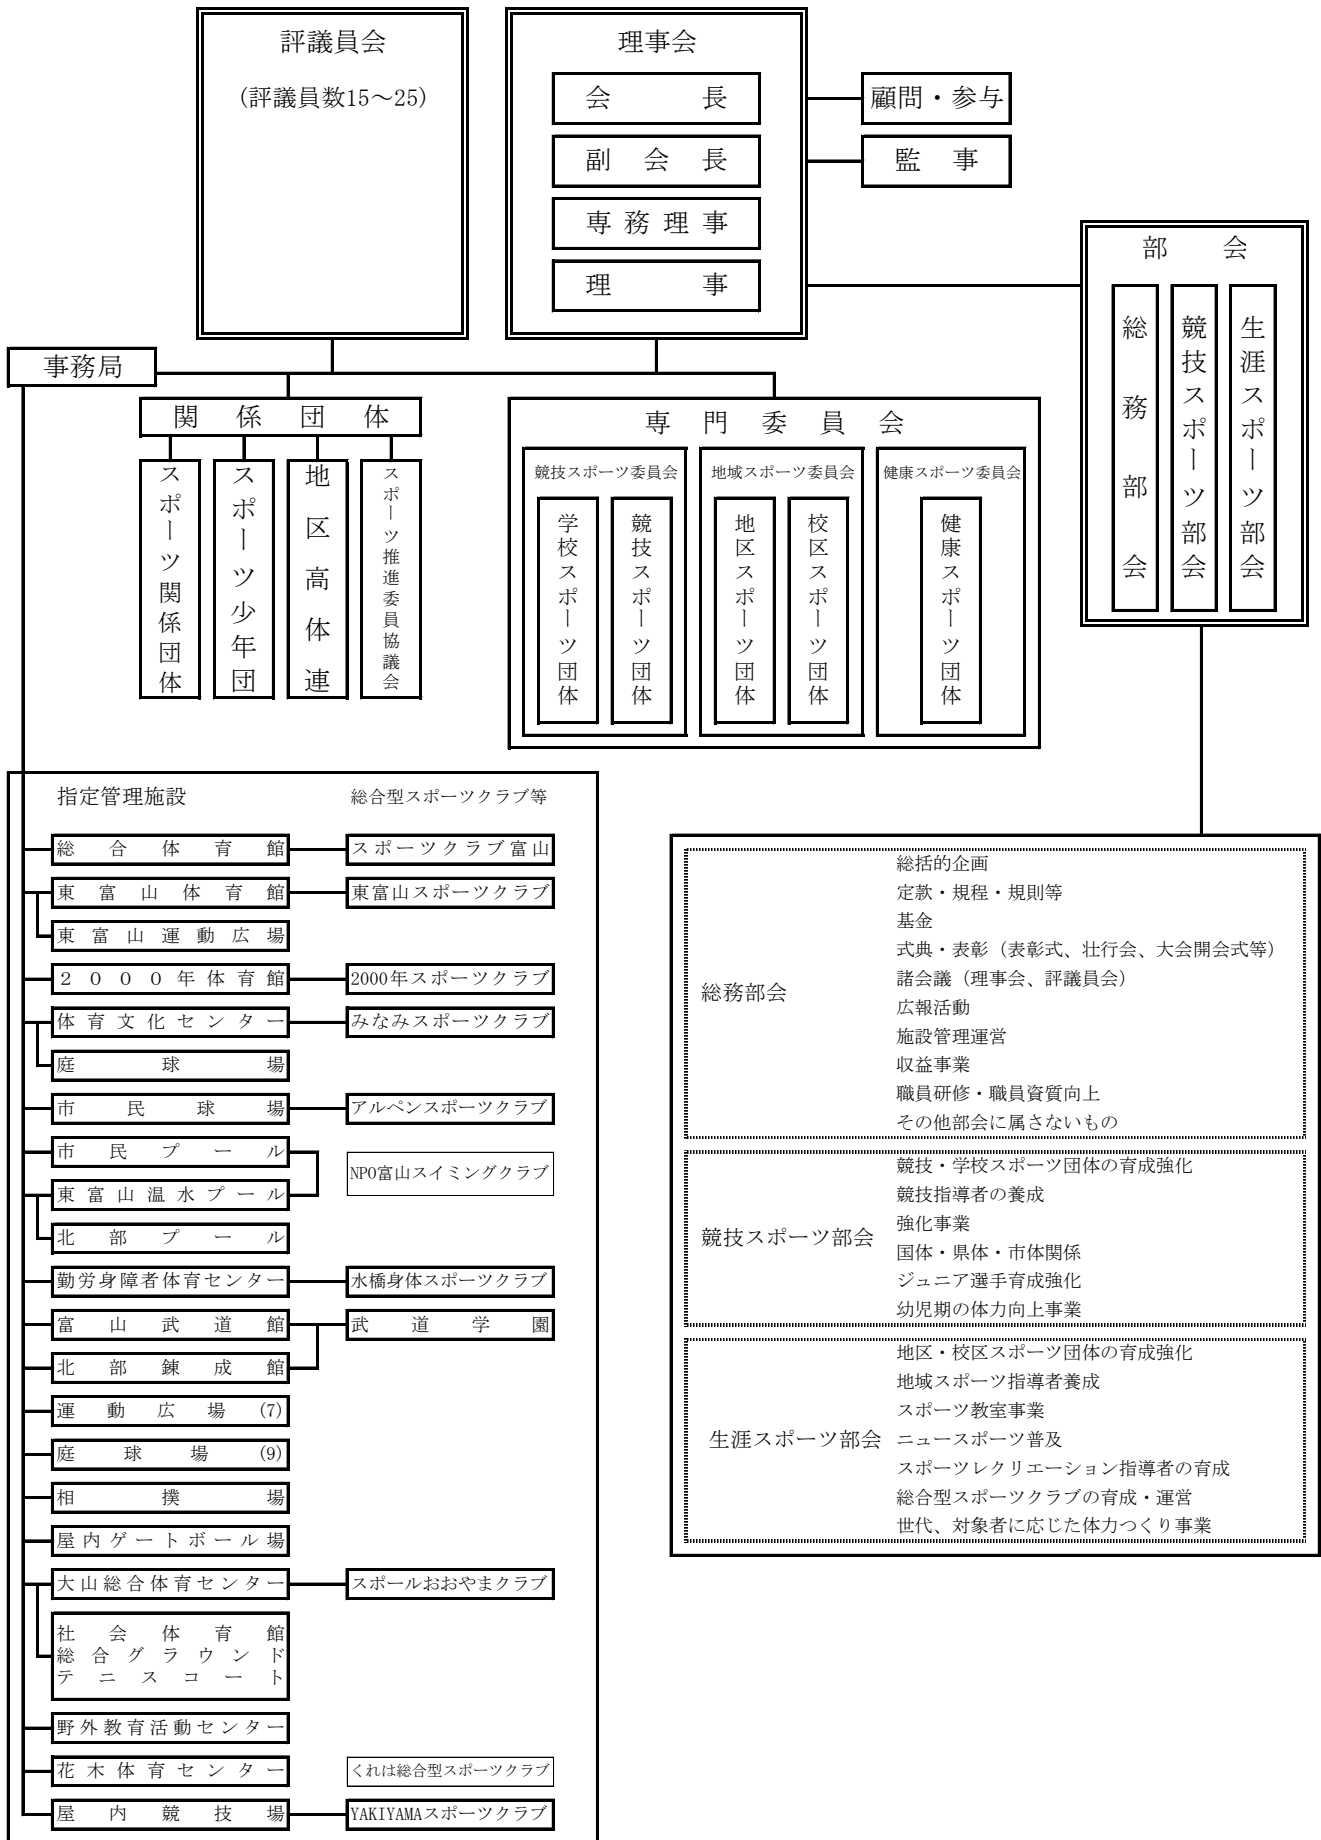 評議員会
(評議員数15～25)
理事会
会長
副会長
専務理事
理事
顧問・参与
監事
部会
総務部会
競技スポーツ部会
生涯スポーツ部会
事務局
関係団体
スポーツ関係団体
スポーツ少年団
地区高体連
スポーツ推進委員協議会
専門委員会
競技スポーツ委員会
学校スポーツ団体
競技スポーツ団体
地域スポーツ委員会
地区スポーツ団体
校区スポーツ団体
健康スポーツ委員会
健康スポーツ団体
指定管理施設
総合型スポーツクラブ等
総合体育館
スポーツクラブ富山
東富山体育館
東富山スポーツクラブ
東富山運動広場
2000年体育館
2000年スポーツクラブ
体育文化センター
みなみスポーツクラブ
庭球場
市民球場
アルペンスポーツクラブ
市民プール
NPO富山スイミングクラブ
東富山温水プール
北部プール
勤労身障者体育センター
水橋身体スポーツクラブ
富山武道館
武道学園
北部錬成館
運動広場(7)
庭球場(9)
相撲場
屋内ゲートボール場
大山総合体育センター
スポールおおやまクラブ
社会体育館
総合グラウンド
テニスコート
野外教育活動センター
花木体育センター
くれは総合型スポーツクラブ
屋内競技場
YAKIYAMAスポーツクラブ
総務部会
総括的企画
定款・規程・規則等
基金
式典・表彰（表彰式、壮行会、大会開会式等）
諸会議（理事会、評議員会）
広報活動
施設管理運営
収益事業
職員研修・職員資質向上
その他部会に属さないもの
競技スポーツ部会
競技・学校スポーツ団体の育成強化
競技指導者の養成
強化事業
国体・県体・市体関係
ジュニア選手育成強化
幼児期の体力向上事業
生涯スポーツ部会
地区・校区スポーツ団体の育成強化
地域スポーツ指導者養成
スポーツ教室事業
ニュースポーツ普及
スポーツレクリエーション指導者の育成
総合型スポーツクラブの育成・運営
世代、対象者に応じた体力つくり事業